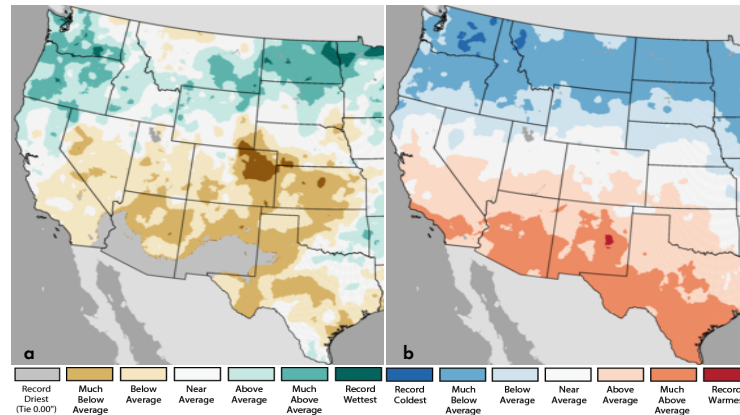 a
b
Record
Driest
(Tie 0.00")
Much
Below
Average
Below
Average
Near
Average
Above
Average
Much
Above
Average
Record
Wettest
Record
Coldest
Much
Below
Average
Below
Average
Near
Average
Above
Average
Much
Above
Average
Record
Warmes